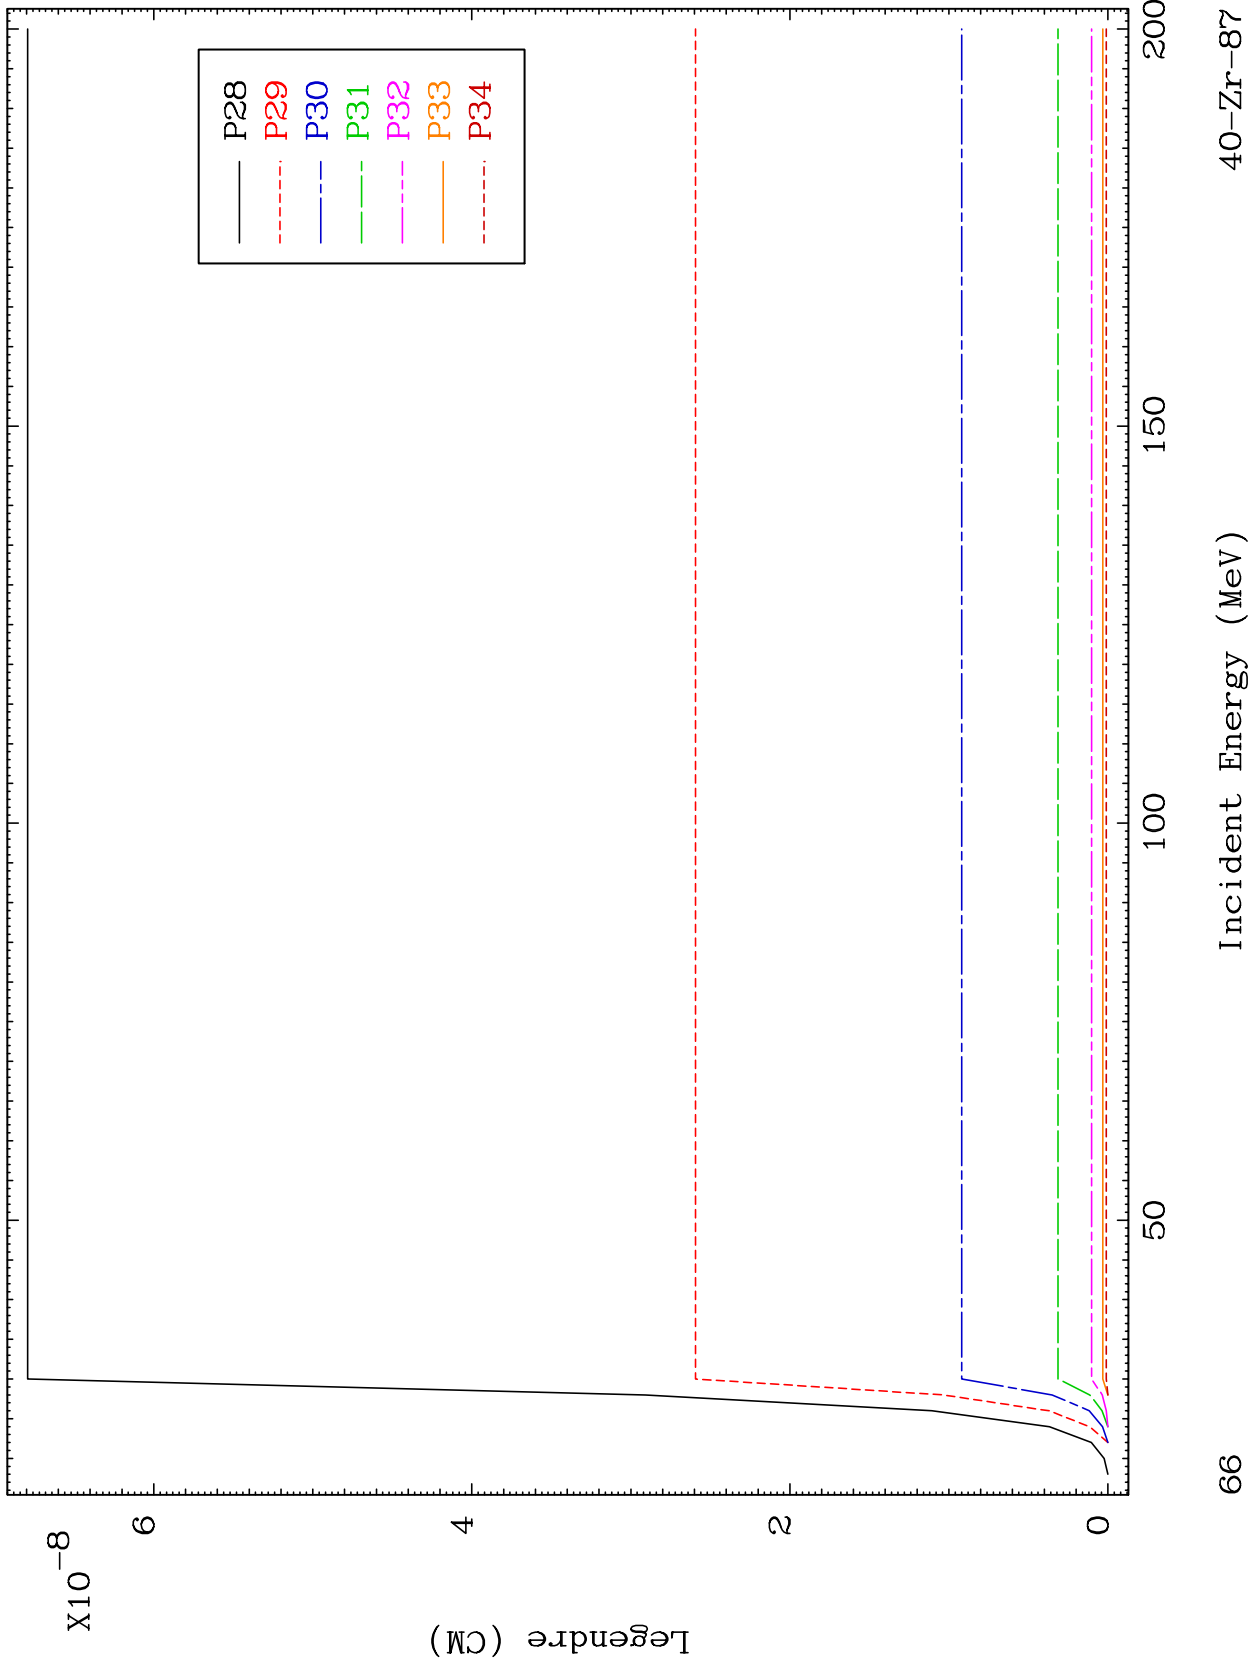 X10-8
6
4
2
0
Legendre (CM)
P28
P29
P30
P31
P32
P33
P34
50
100
150
200
Incident Energy (MeV)
66
40-Zr-87